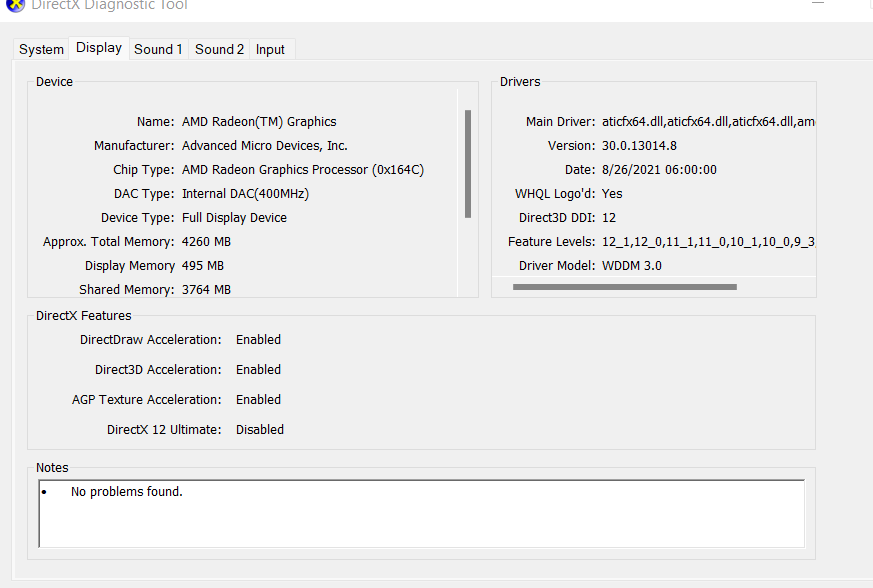 DirectX Diagnostic Tool
System Display Sound 1 Sound 2 Input
Device
Name: AMD Radeon(TM) Graphics
Manufacturer: Advanced Micro Devices, Inc.
Chip Type: AMD Radeon Graphics Processor (0x164C)
DAC Type: Internal DAC(400MHz)
Device Type: Full Display Device
Approx. Total Memory: 4260 MB
Display Memory 495 MB
Shared Memory: 3764 MB
Drivers
Main Driver: aticfx64.dll,aticfx64.dll,aticfx64.dll,am
Version: 30.0.13014.8
Date: 8/26/2021 06:00:00
WHQL Logo'd: Yes
Direct3D DDI: 12
Feature Levels: 12_1,12_0,11_1,11_0,10_1,10_0,9_3,
Driver Model: WDDM 3.0
DirectX Features
DirectDraw Acceleration: Enabled
Direct3D Acceleration: Enabled
AGP Texture Acceleration: Enabled
DirectX 12 Ultimate: Disabled
Notes
• No problems found.